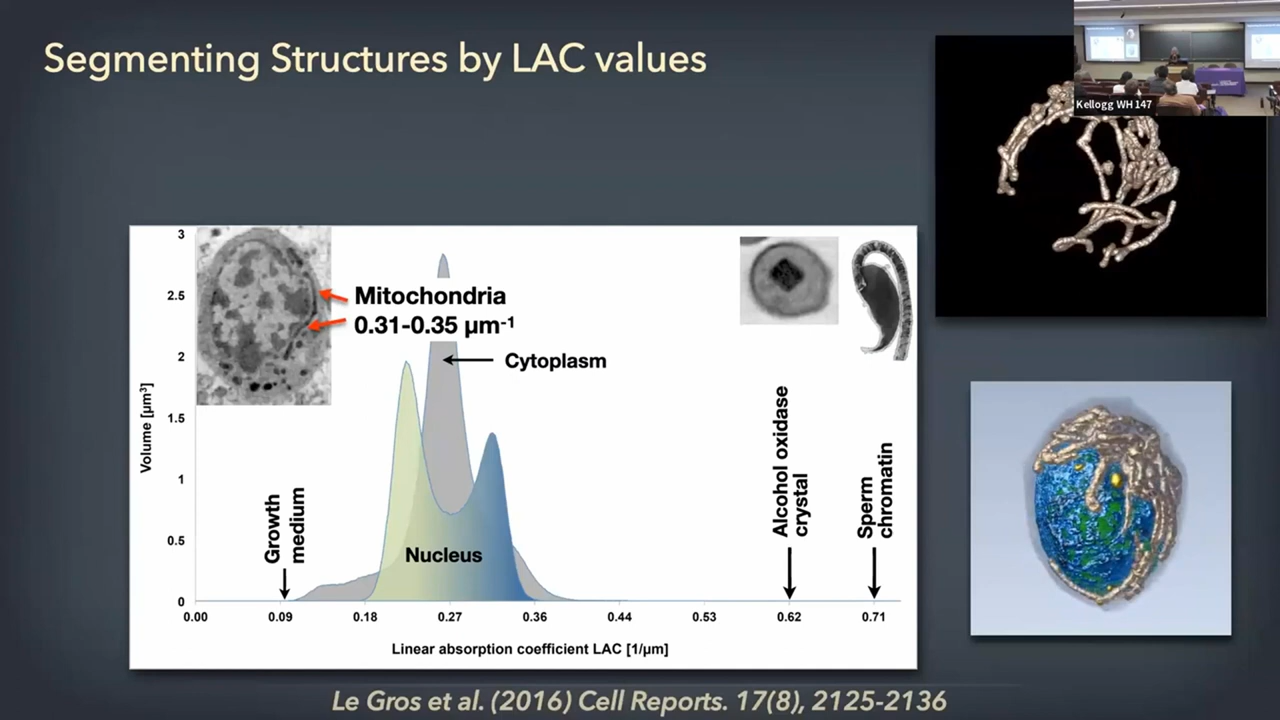 Segmenting Structures by LAC values
Kellogg WH 147
Mitochondria
0.31-0.35 µm⁻¹
Cytoplasm
Nucleus
Growth
medium
Alcohol oxidase
crystal
Sperm
chromatin
Volume [µm³]
3
2.5
2
1.5
1
0.5
0
0.00 0.09 0.18 0.27 0.36 0.44 0.53 0.62 0.71
Linear absorption coefficient LAC [1/µm]
Le Gros et al. (2016) Cell Reports. 17(8), 2125-2136